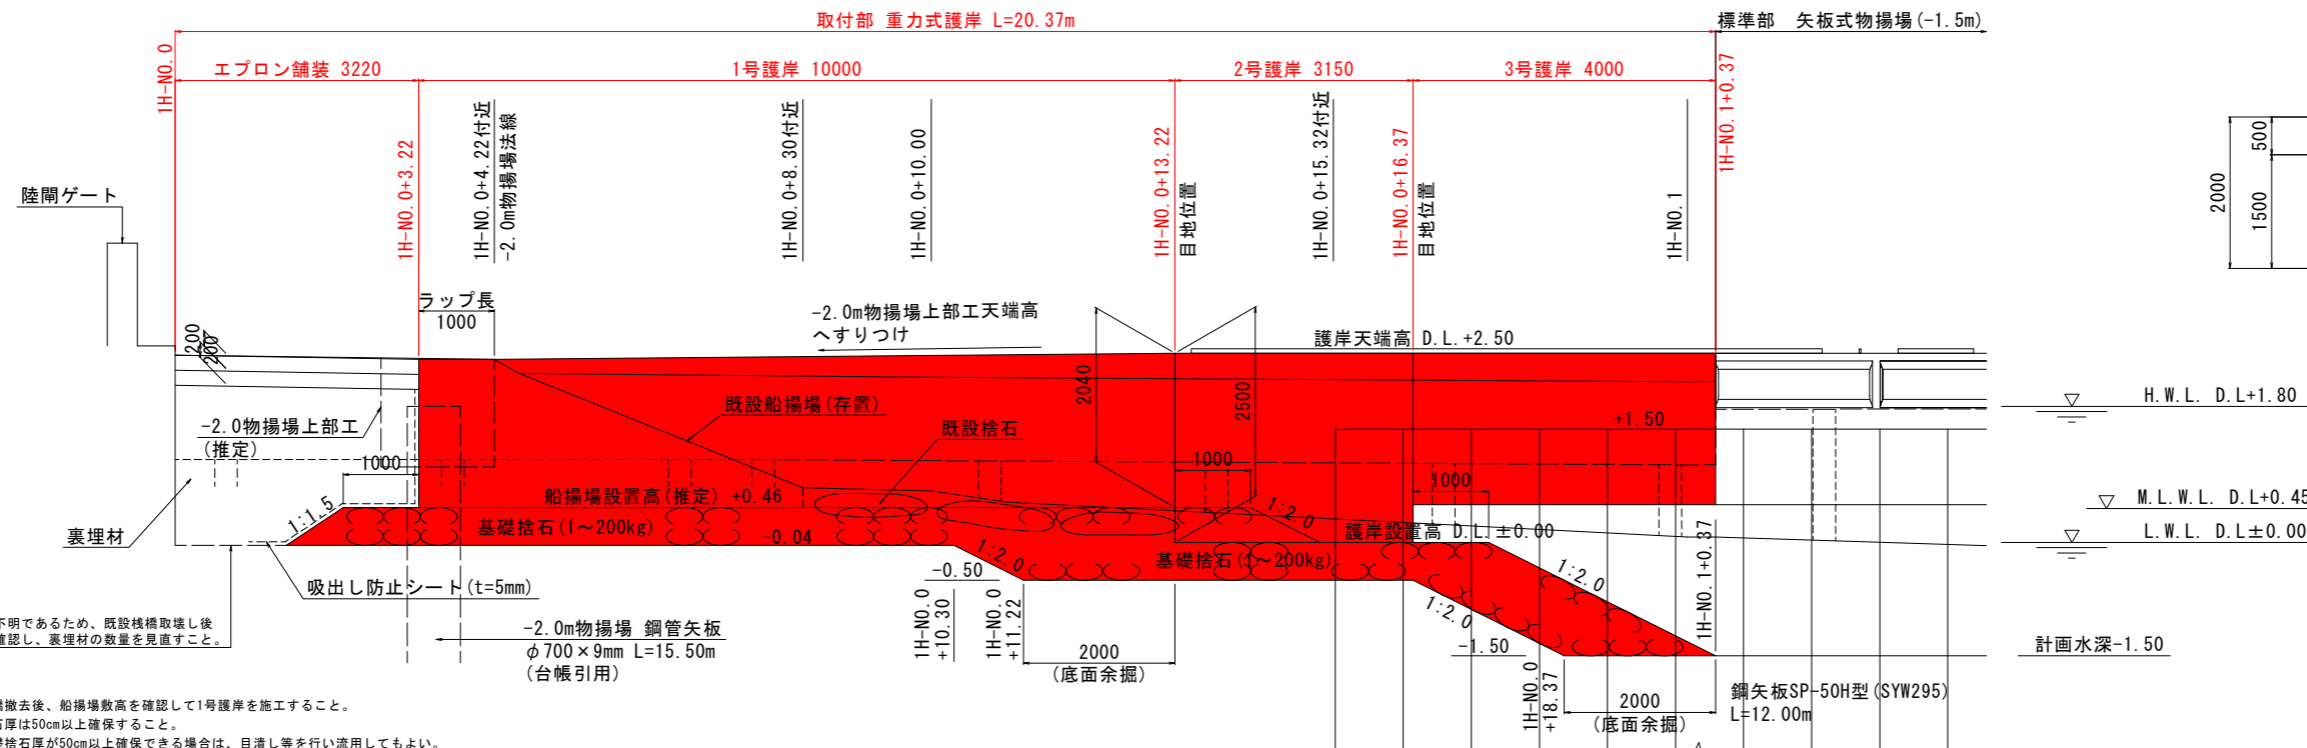 取付部 重力式護岸 L=20.37m
標準部 矢板式物揚場(-1.5m)
エプロン舗装 3220
1号護岸 10000
2号護岸 3150
3号護岸 4000
1H-NO.0
1H-NO.0+3.22
1H-NO.0+4.22付近
-2.0m物揚場法線
1H-NO.0+8.30付近
1H-NO.0+10.00
1H-NO.0+13.22
目地位置
1H-NO.0+15.32付近
1H-NO.0+16.37
目地位置
1H-NO.1
1H-NO.1+0.37
2000
500
1500
陸閘ゲート
ラップ長
1000
-2.0m物揚場上部工天端高
へすりつけ
護岸天端高 D.L.+2.50
200
200
2040
2500
既設船揚場(存置)
既設捨石
+1.50
H.W.L. D.L+1.80
-2.0物揚場上部工
(推定)
1000
1000
1000
船揚場設置高(推定) +0.46
M.L.W.L. D.L+0.45
1:1.5
基礎捨石(1～200kg)
-0.04
1:2.0
護岸設置高 D.L.±0.00
L.W.L. D.L±0.00
裏埋材
1:2.0
基礎捨石(1～200kg)
-0.50
1:2.0
1:2.0
1H-NO.1+0.37
吸出し防止シート(t=5mm)
不明であるため、既設桟橋取壊し後
確認し、裏埋材の数量を見直すこと。
-2.0m物揚場 鋼管矢板
φ700×9mm L=15.50m
(台帳引用)
1H-NO.0
+10.30
1H-NO.0
+11.22
2000
(底面余掘)
-1.50
計画水深-1.50
1H-NO.0
+18.37
2000
(底面余掘)
鋼矢板SP-50H型(SYW295)
L=12.00m
撤去後、船揚場敷高を確認して1号護岸を施工すること。
石厚は50cm以上確保すること。
捨石厚が50cm以上確保できる場合は、目潰し等を行い流用してもよい。